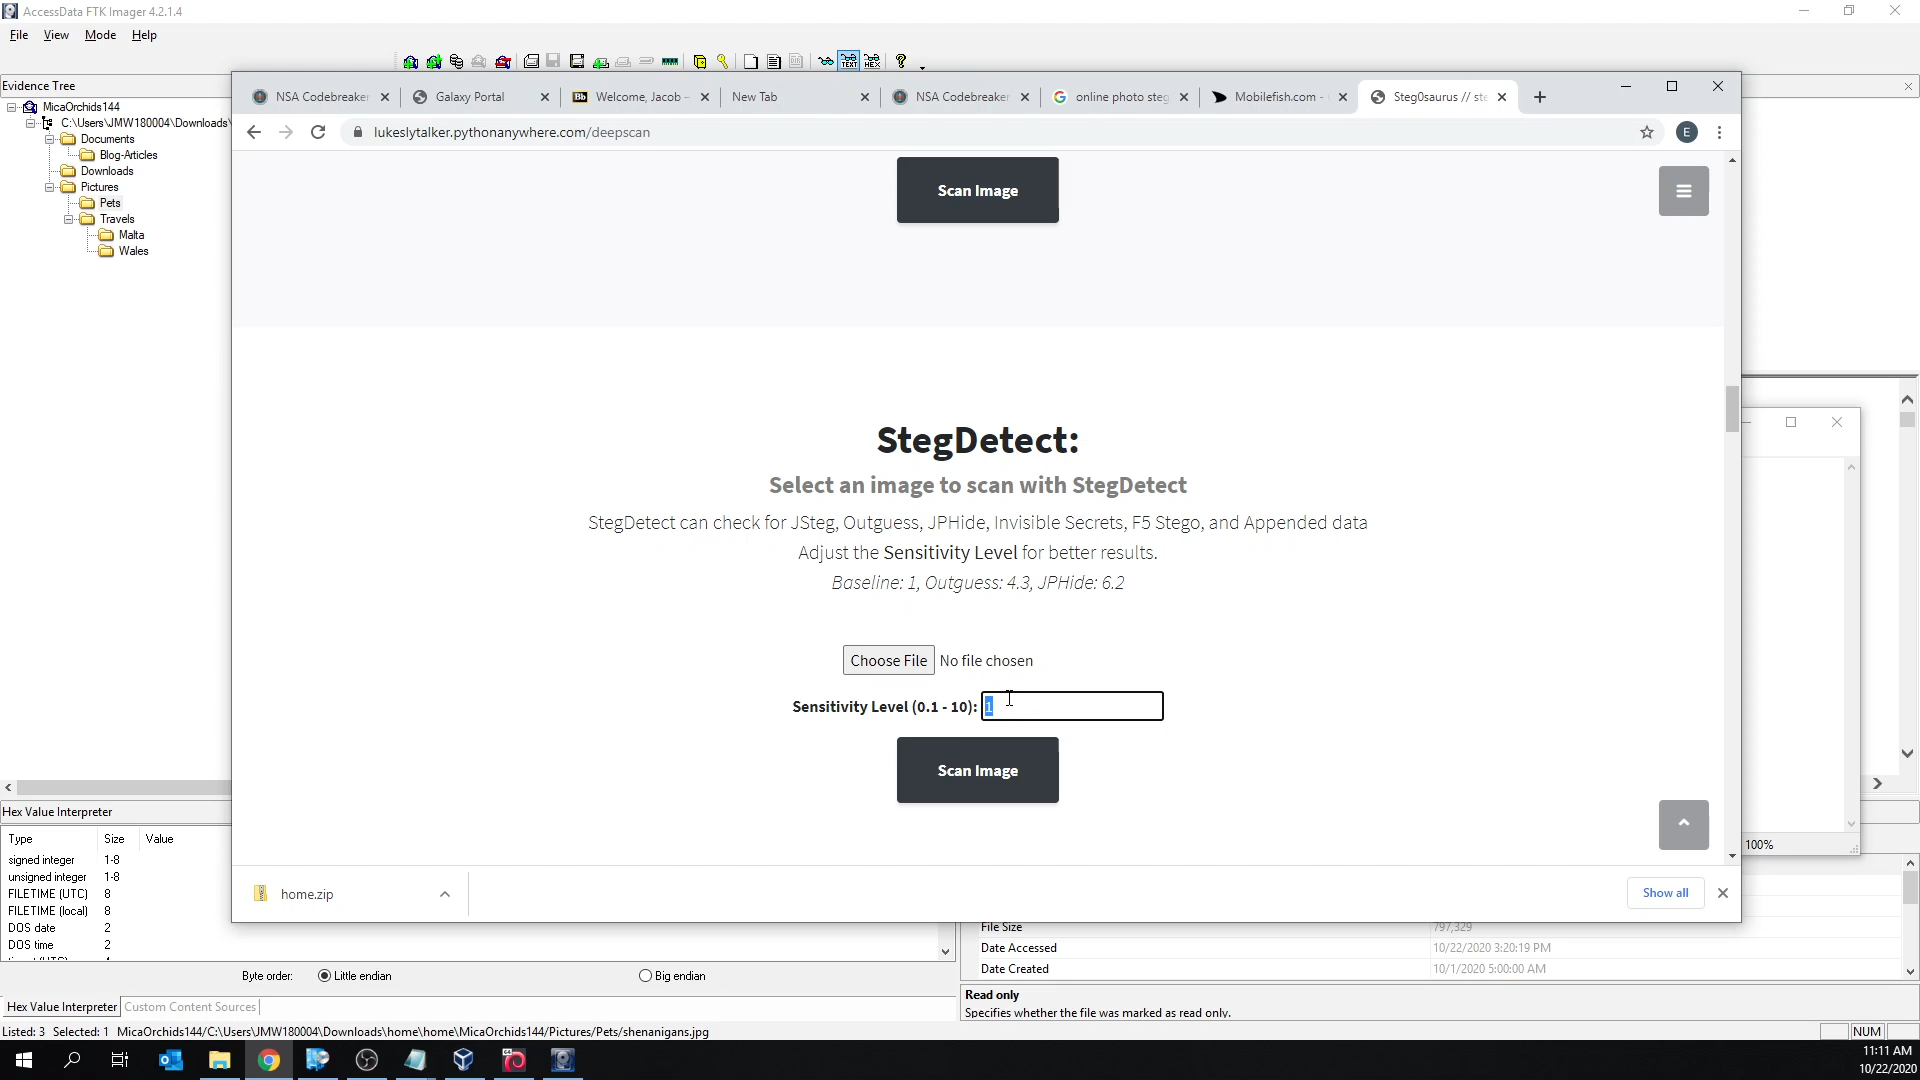 AccessData FTK Imager 4.2.1.4
File View Mode Help
Evidence Tree
MicaOrchids144
C:\Users\JMW180004\Downloads\
Documents
Blog-Articles
Downloads
Pictures
Pets
Travels
Malta
Wales
NSA Codebreaker
Galaxy Portal
Bb Welcome, Jacob –
New Tab
NSA Codebreaker
online photo steg
Mobilefish.com -
Steg0saurus // ste
lukeslytalker.pythonanywhere.com/deepscan
E
Scan Image
StegDetect:
Select an image to scan with StegDetect
StegDetect can check for JSteg, Outguess, JPHide, Invisible Secrets, F5 Stego, and Appended data
Adjust the Sensitivity Level for better results.
Baseline: 1, Outguess: 4.3, JPHide: 6.2
Choose File No file chosen
Sensitivity Level (0.1 - 10): 1
Scan Image
home.zip
Show all
100%
Hex Value Interpreter
Type Size Value
signed integer 1-8
unsigned integer 1-8
FILETIME (UTC) 8
FILETIME (local) 8
DOS date 2
DOS time 2
Byte order: Little endian Big endian
Hex Value Interpreter Custom Content Sources
File Size 797,329
Date Accessed 10/22/2020 3:20:19 PM
Date Created 10/1/2020 5:00:00 AM
Read only
Specifies whether the file was marked as read only.
Listed: 3 Selected: 1 MicaOrchids144/C:\Users\JMW180004\Downloads\home\home\MicaOrchids144/Pictures/Pets/shenanigans.jpg
NUM
11:11 AM
10/22/2020